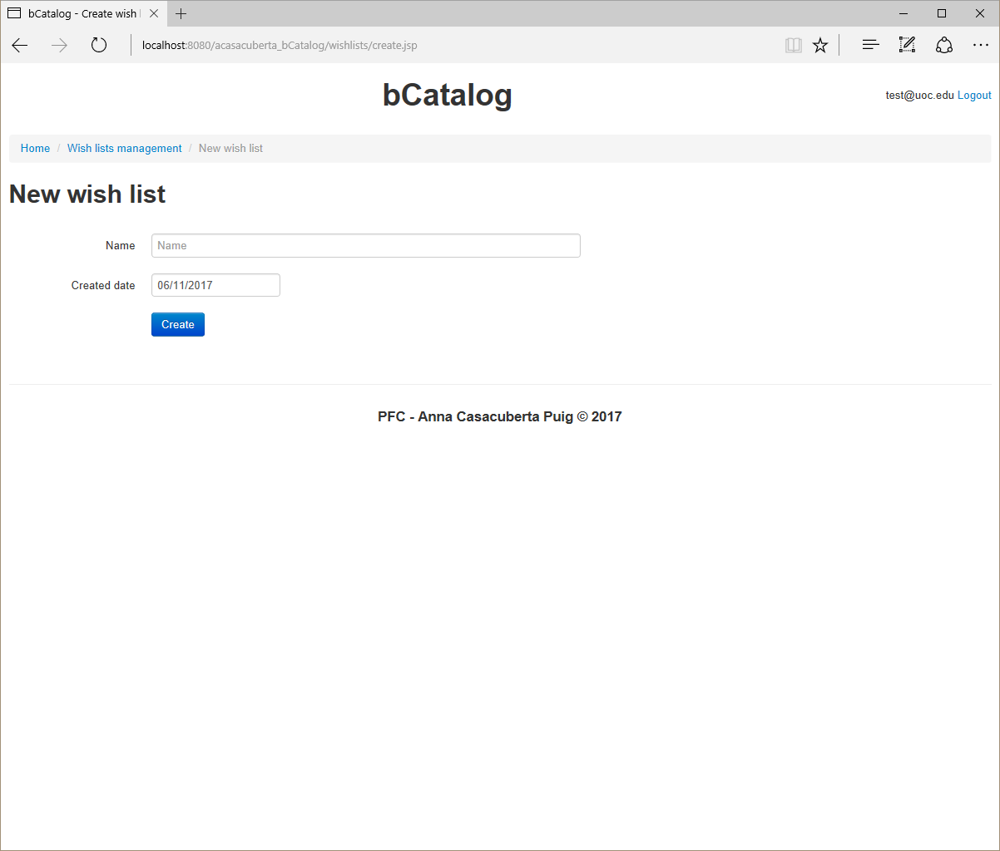 bCatalog - Create wish
localhost:8080/acasacuberta_bCatalog/wishlists/create.jsp
bCatalog
test@uoc.edu Logout
Home / Wish lists management / New wish list
New wish list
Name Name
Created date 06/11/2017
Create
PFC - Anna Casacuberta Puig © 2017